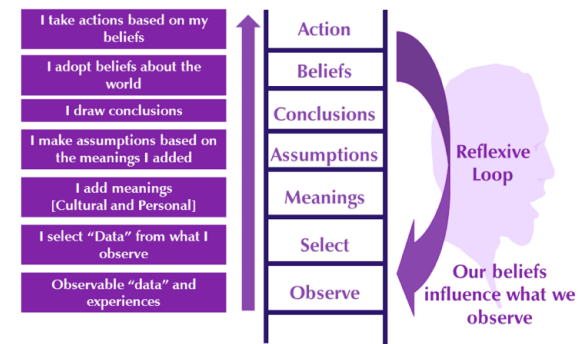 I take actions based on my
beliefs
I adopt beliefs about the
world
I draw conclusions
I make assumptions based on
the meanings I added
I add meanings
[Cultural and Personal]
I select “Data” from what I
observe
Observable “data” and
experiences
Action
Beliefs
Conclusions
Assumptions
Meanings
Select
Observe
Reflexive
Loop
Our beliefs
influence what we
observe